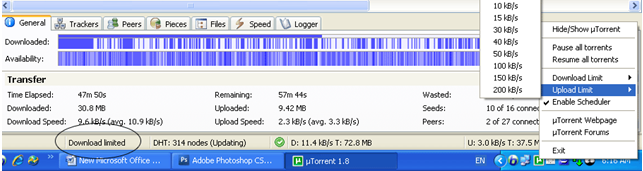 10 kB/s
15 kB/s
30 kB/s
40 kB/s
50 kB/s
100 kB/s
150 kB/s
200 kB/s
Hide/Show µTorrent
Pause all torrents
Resume all torrents
Download Limit
Upload Limit
Enable Scheduler
µTorrent Webpage
µTorrent Forums
Exit
General Trackers Peers Pieces Files Speed Logger
Downloaded:
Availability:
Transfer
Time Elapsed: 47m 50s Remaining: 57m 44s Wasted:
Downloaded: 30.8 MB Uploaded: 9.42 MB Seeds: 10 of 16 connec
Download Speed: 9.6 kB/s (avg. 10.9 kB/s) Upload Speed: 2.3 kB/s (avg. 3.3 kB/s) Peers: 2 of 27 connect
Download limited DHT: 314 nodes (Updating) D: 11.4 kB/s T: 72.8 MB U: 3.0 kB/s T: 37.5 M
New Microsoft Office ... Adobe Photoshop CS... µTorrent 1.8 EN